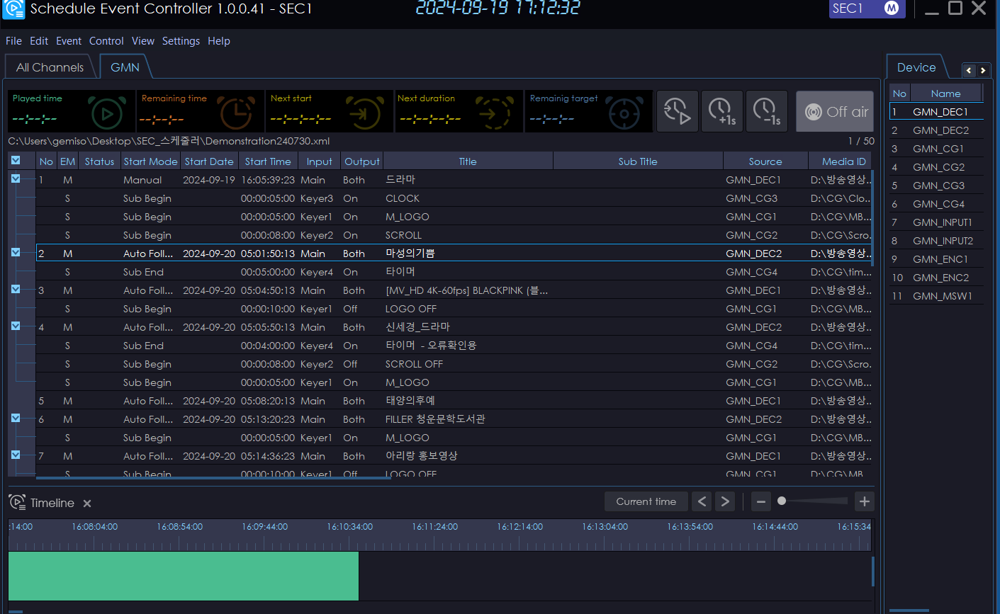 Schedule Event Controller 1.0.0.41 - SEC1 2024-09-19 17:12:32 SEC1 M
File Edit Event Control View Settings Help
All Channels GMN Device
Played time Remaining time Next start Next duration Remainig target
--:--:-- --:--:-- --:--:--:-- --:--:--:-- --:--:-- +1s -1s Off air
C:\Users\gemiso\Desktop\SEC_스케줄러\Demonstration240730.xml 1 / 50
No EM Status Start Mode Start Date Start Time Input Output Title Sub Title Source Media ID
1 M Manual 2024-09-19 16:05:39:23 Main Both 드라마 GMN_DEC1 D:\방송영상...
S Sub Begin 00:00:05:00 Keyer3 On CLOCK GMN_CG3 D:\CG\Clo...
S Sub Begin 00:00:05:00 Keyer1 On M_LOGO GMN_CG1 D:\CG\MB...
S Sub Begin 00:00:08:00 Keyer2 On SCROLL GMN_CG2 D:\CG\Scro...
2 M Auto Foll... 2024-09-20 05:01:50:13 Main Both 마성의기쁨 GMN_DEC2 D:\방송영상...
S Sub End 00:05:00:00 Keyer4 On 타이머 GMN_CG4 D:\CG\tim...
3 M Auto Foll... 2024-09-20 05:04:50:13 Main Both [MV_HD 4K-60fps] BLACKPINK (블... GMN_DEC1 D:\방송영상...
S Sub Begin 00:00:10:00 Keyer1 Off LOGO OFF GMN_CG1 D:\CG\MB...
4 M Auto Foll... 2024-09-20 05:05:50:13 Main Both 신세경_드라마 GMN_DEC2 D:\방송영상...
S Sub End 00:04:00:00 Keyer4 On 타이머 - 오류확인용 GMN_CG4 D:\CG\tim...
S Sub Begin 00:00:08:00 Keyer2 Off SCROLL OFF GMN_CG2 D:\CG\Scro...
S Sub Begin 00:00:05:00 Keyer1 On M_LOGO GMN_CG1 D:\CG\MB...
5 M Auto Foll... 2024-09-20 05:08:20:13 Main Both 태양의후예 GMN_DEC1 D:\방송영상...
6 M Auto Foll... 2024-09-20 05:13:20:23 Main Both FILLER 청운문학도서관 GMN_DEC2 D:\방송영상...
S Sub Begin 00:00:05:00 Keyer1 On M_LOGO GMN_CG1 D:\CG\MB...
7 M Auto Foll... 2024-09-20 05:14:36:23 Main Both 아리랑 홍보영상 GMN_DEC1 D:\방송영상...
S Sub Begin 00:00:10:00 Keyer1 Off LOGO OFF GMN_CG1 D:\CG\MB
No Name
1 GMN_DEC1
2 GMN_DEC2
3 GMN_CG1
4 GMN_CG2
5 GMN_CG3
6 GMN_CG4
7 GMN_INPUT1
8 GMN_INPUT2
9 GMN_ENC1
10 GMN_ENC2
11 GMN_MSW1
Timeline Current time
:14:00 16:08:04:00 16:08:54:00 16:09:44:00 16:10:34:00 16:11:24:00 16:12:14:00 16:13:04:00 16:13:54:00 16:14:44:00 16:15:34